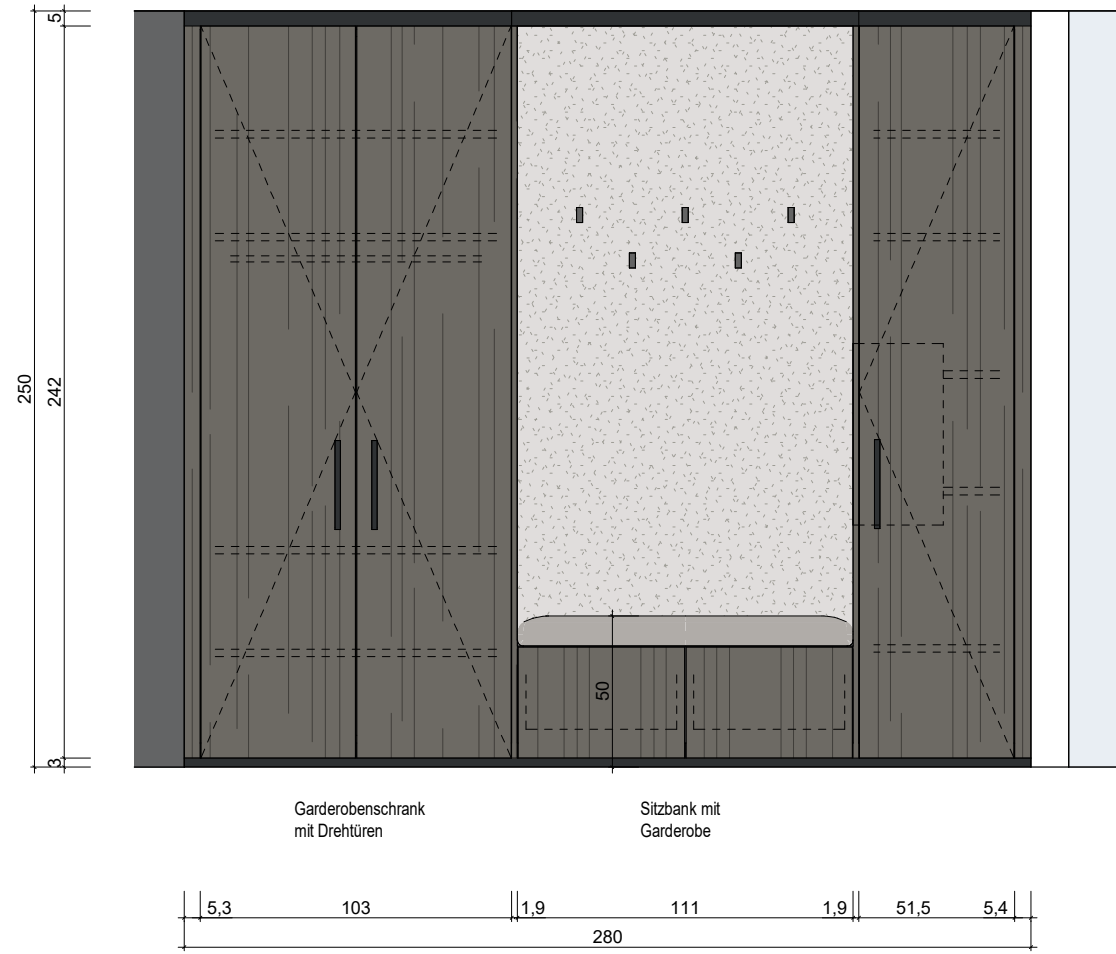 5
250
242
50
3
Garderobenschrank
mit Drehtüren
Sitzbank mit
Garderobe
5,3 103 1,9 111 1,9 51,5 5,4
280